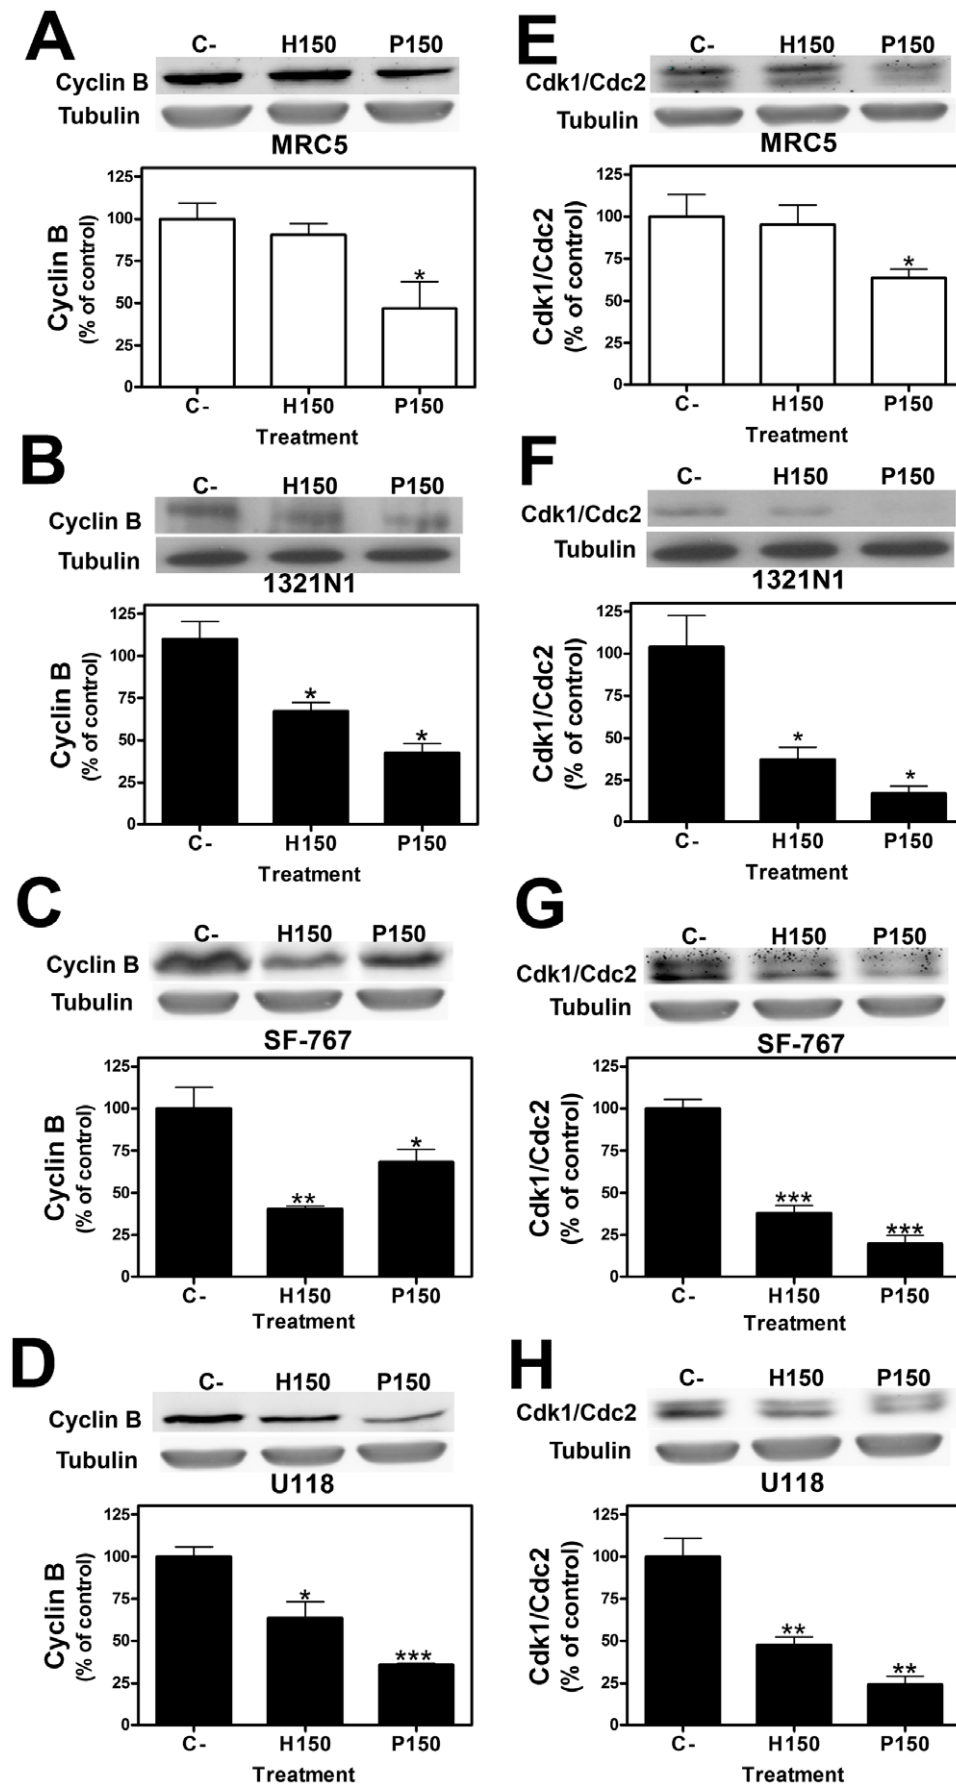 A
C- H150 P150
Cyclin B
Tubulin
MRC5
Cyclin B
(% of control)
125
100
75
50
25
0
*
C- H150 P150
Treatment
E
C- H150 P150
Cdk1/Cdc2
Tubulin
MRC5
Cdk1/Cdc2
(% of control)
125
100
75
50
25
0
*
C- H150 P150
Treatment
B
C- H150 P150
Cyclin B
Tubulin
1321N1
Cyclin B
(% of control)
125
100
75
50
25
0
* *
C- H150 P150
Treatment
F
C- H150 P150
Cdk1/Cdc2
Tubulin
1321N1
Cdk1/Cdc2
(% of control)
125
100
75
50
25
0
* *
C- H150 P150
Treatment
C
C- H150 P150
Cyclin B
Tubulin
SF-767
Cyclin B
(% of control)
125
100
75
50
25
0
** *
C- H150 P150
Treatment
G
C- H150 P150
Cdk1/Cdc2
Tubulin
SF-767
Cdk1/Cdc2
(% of control)
125
100
75
50
25
0
*** ***
C- H150 P150
Treatment
D
C- H150 P150
Cyclin B
Tubulin
U118
Cyclin B
(% of control)
125
100
75
50
25
0
* ***
C- H150 P150
Treatment
H
C- H150 P150
Cdk1/Cdc2
Tubulin
U118
Cdk1/Cdc2
(% of control)
125
100
75
50
25
0
** **
C- H150 P150
Treatment